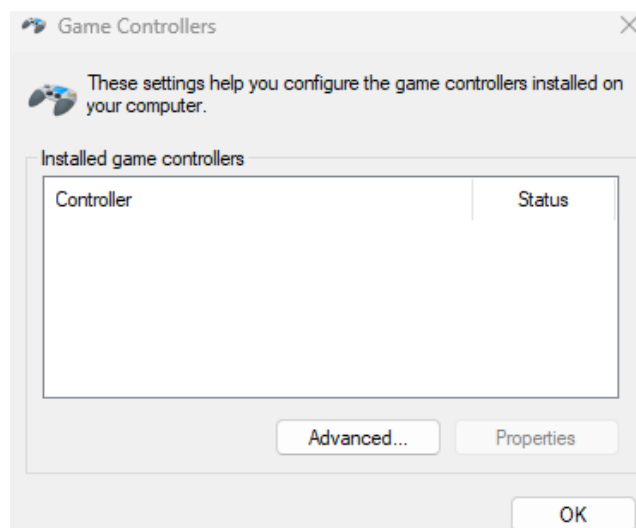 Game Controllers
These settings help you configure the game controllers installed on
your computer.
Installed game controllers
Controller Status
Advanced... Properties
OK